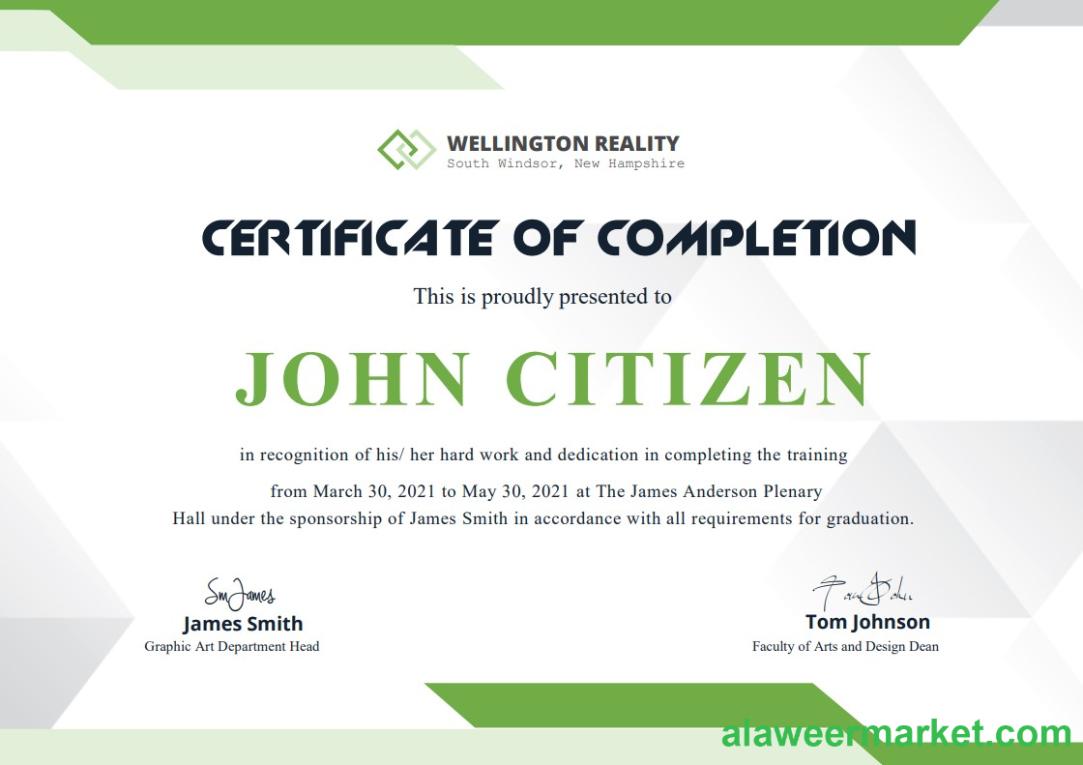 WELLINGTON REALITY
South Windsor, New Hampshire
CERTIFICATE OF COMPLETION
This is proudly presented to
JOHN CITIZEN
in recognition of his/ her hard work and dedication in completing the training
from March 30, 2021 to May 30, 2021 at The James Anderson Plenary
Hall under the sponsorship of James Smith in accordance with all requirements for graduation.
Sm James
James Smith
Graphic Art Department Head
Tom John
Tom Johnson
Faculty of Arts and Design Dean
alaweermarket.com